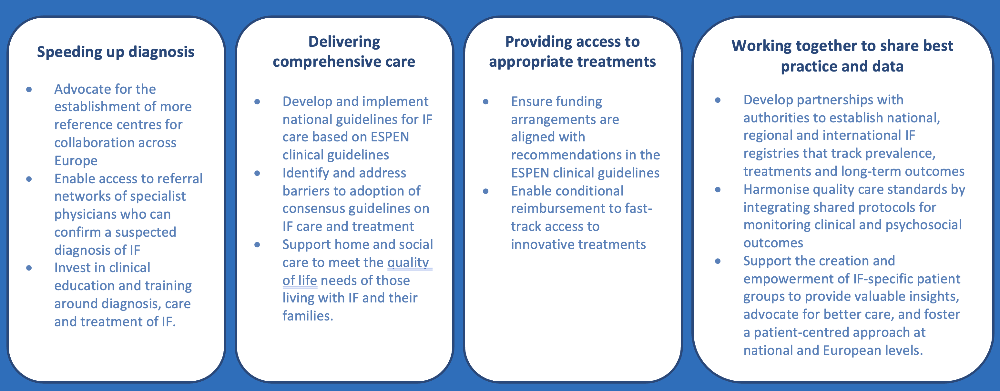 Speeding up diagnosis
• Advocate for the
establishment of more
reference centres for
collaboration across
Europe
• Enable access to referral
networks of specialist
physicians who can
confirm a suspected
diagnosis of IF
• Invest in clinical
education and training
around diagnosis, care
and treatment of IF.
Delivering
comprehensive care
• Develop and implement
national guidelines for IF
care based on ESPEN
clinical guidelines
• Identify and address
barriers to adoption of
consensus guidelines on
IF care and treatment
• Support home and social
care to meet the quality
of life needs of those
living with IF and their
families.
Providing access to
appropriate treatments
• Ensure funding
arrangements are
aligned with
recommendations in the
ESPEN clinical guidelines
• Enable conditional
reimbursement to fast-
track access to
innovative treatments
Working together to share best
practice and data
• Develop partnerships with
authorities to establish national,
regional and international IF
registries that track prevalence,
treatments and long-term outcomes
• Harmonise quality care standards by
integrating shared protocols for
monitoring clinical and psychosocial
outcomes
• Support the creation and
empowerment of IF-specific patient
groups to provide valuable insights,
advocate for better care, and foster
a patient-centred approach at
national and European levels.